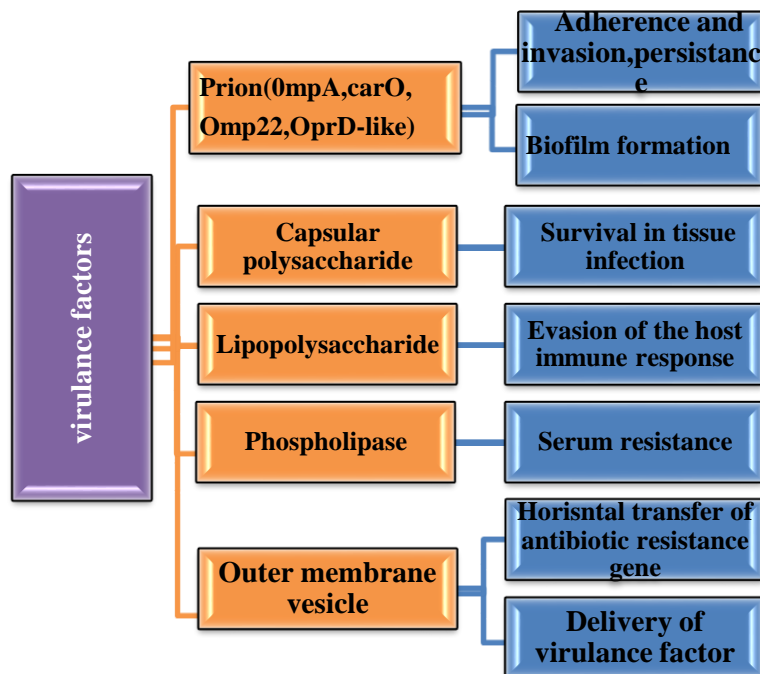 virulance factors
Prion(0mpA,carO,
Omp22,OprD-like)
Adherence and
invasion,persistanc
e
Biofilm formation
Capsular
polysaccharide
Survival in tissue
infection
Lipopolysaccharide
Evasion of the host
immune response
Phospholipase
Serum resistance
Outer membrane
vesicle
Horisntal transfer of
antibiotic resistance
gene
Delivery of
virulance factor